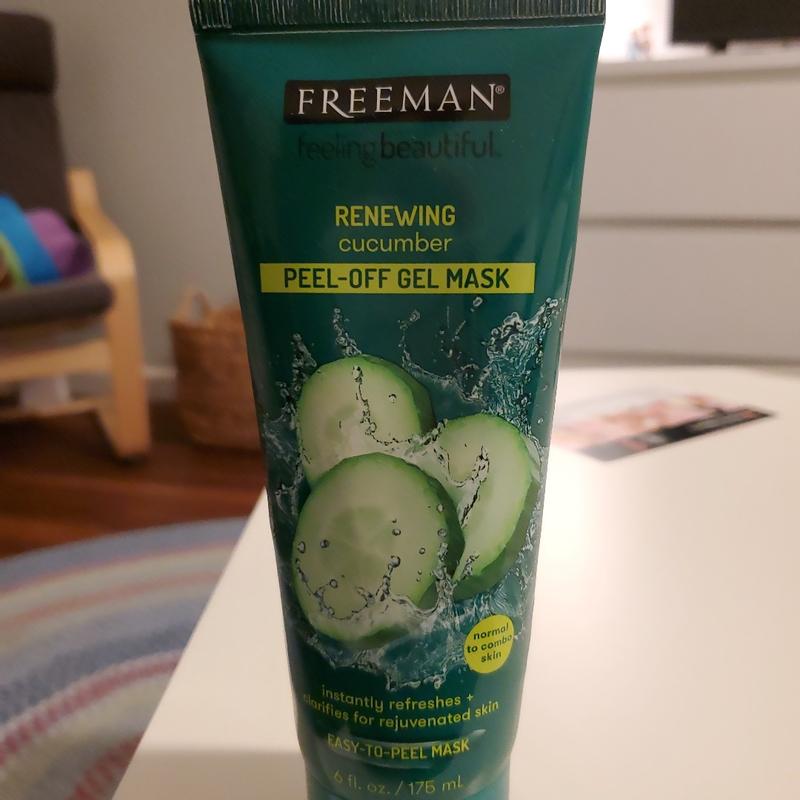 FREEMAN®
feeling beautiful.
RENEWING
cucumber
PEEL-OFF GEL MASK
normal
to combo
skin
instantly refreshes +
clarifies for rejuvenated skin
EASY-TO-PEEL MASK
6 fl. oz. / 175 mL